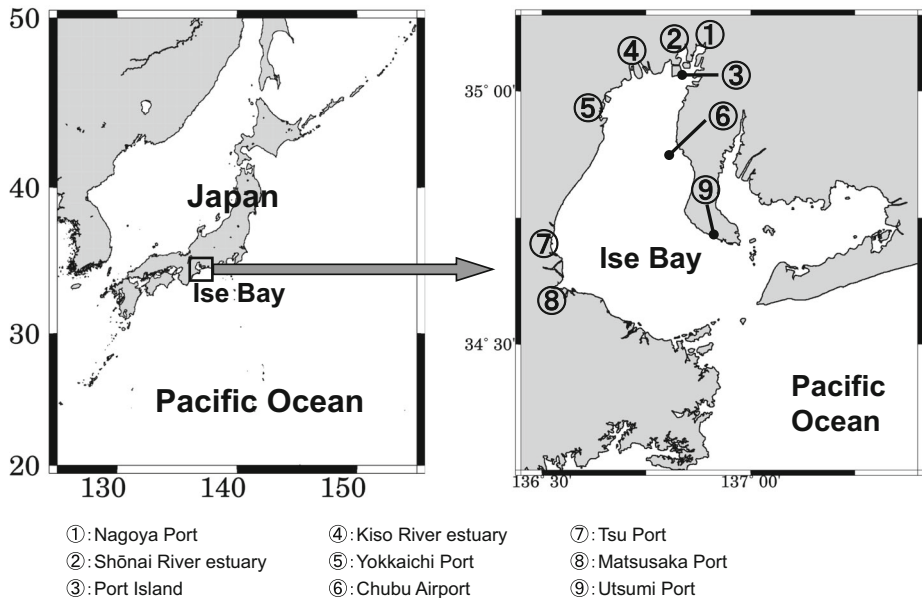 50
40
30
20
130
140
150
Japan
Ise Bay
Pacific Ocean
35° 00'
34° 30'
136° 30'
137° 00'
①
②
③
④
⑤
⑥
⑦
⑧
⑨
Ise Bay
Pacific
Ocean
①:Nagoya Port
②:Shōnai River estuary
③:Port Island
④:Kiso River estuary
⑤:Yokkaichi Port
⑥:Chubu Airport
⑦:Tsu Port
⑧:Matsusaka Port
⑨:Utsumi Port